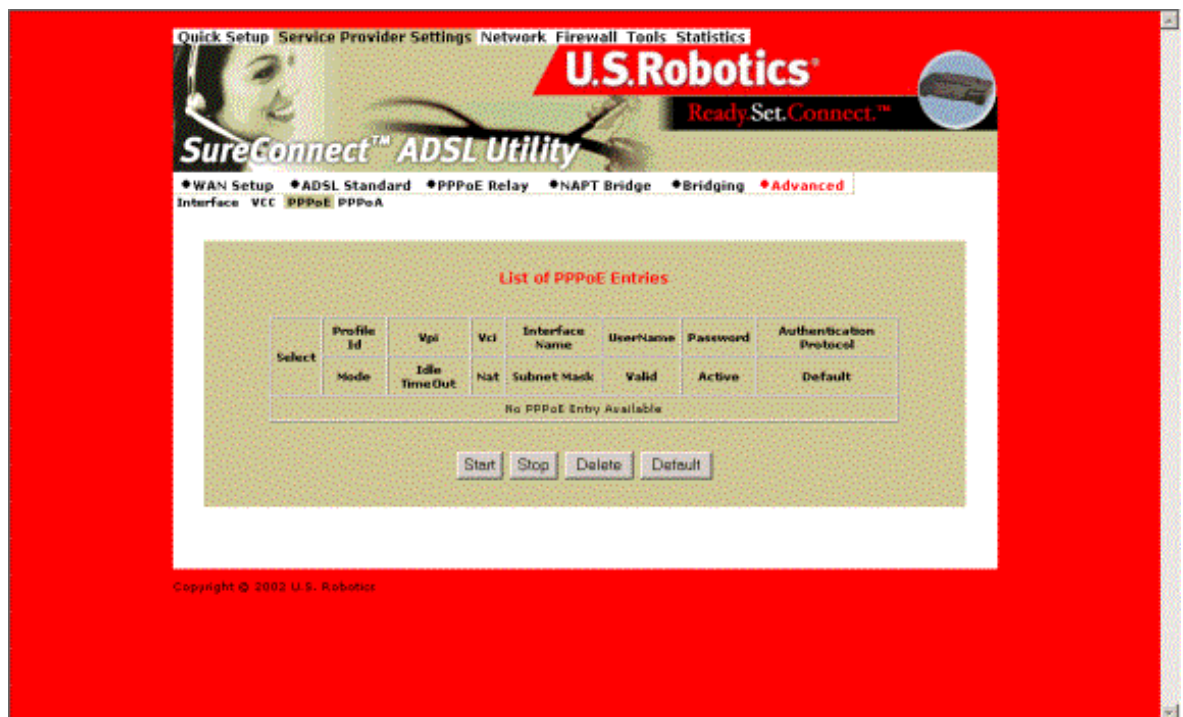 Quick Setup Service Provider Settings Network Firewall Tools Statistics
U.S.Robotics®
Ready.Set.Connect.™
SureConnect™ ADSL Utility
WAN Setup ADSL Standard PPPoE Relay NAPT Bridge Bridging Advanced
Interface VCC PPPoE PPPoA
List of PPPoE Entries
Select
Profile Id Vpi Vci Interface Name UserName Password Authentication Protocol
Mode Idle TimeOut Nat Subnet Mask Valid Active Default
No PPPoE Entry Available
Start Stop Delete Default
Copyright © 2002 U.S. Robotics